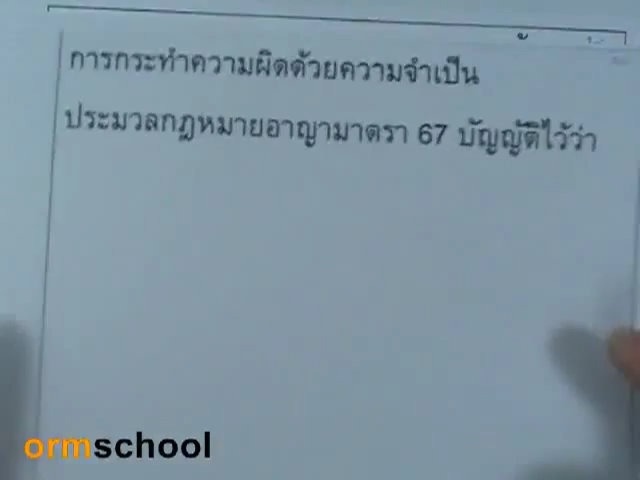 การกระทำความผิดด้วยความจำเป็น
ประมวลกฎหมายอาญามาตรา 67 บัญญัติไว้ว่า
ormschool